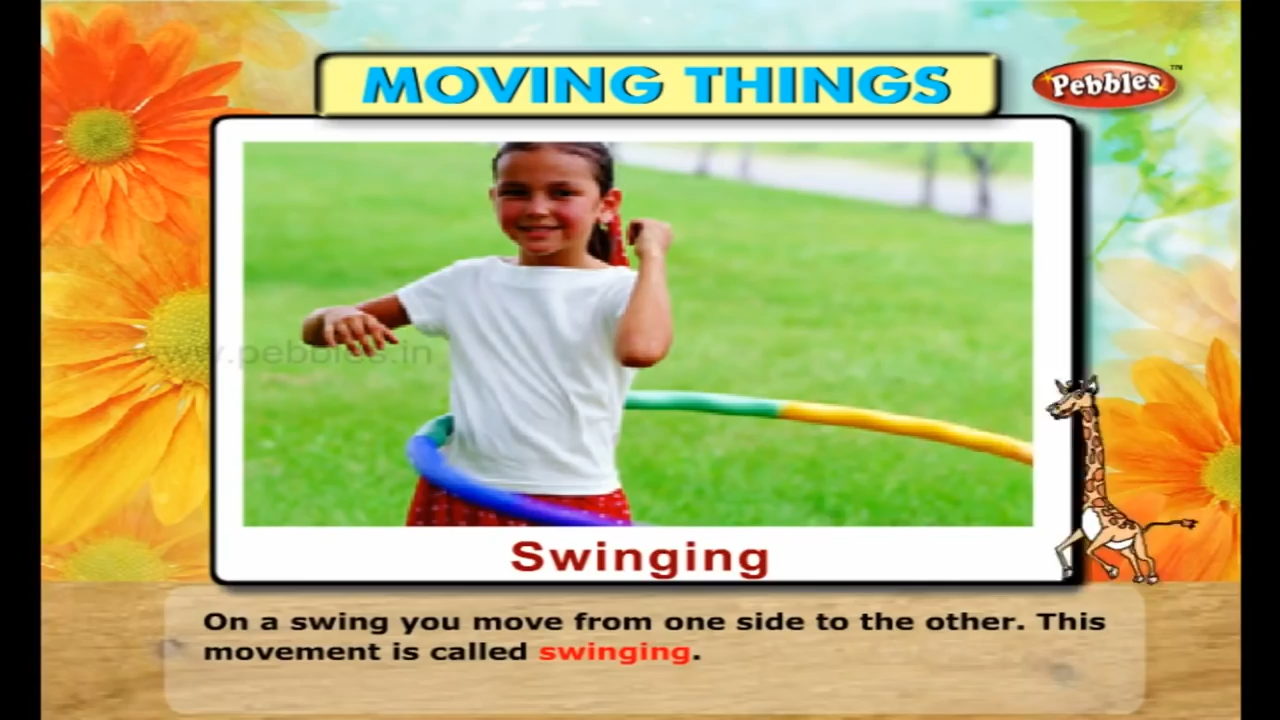 MOVING THINGS
Pebbles™
www.pebbles.in
Swinging
On a swing you move from one side to the other. This
movement is called swinging.